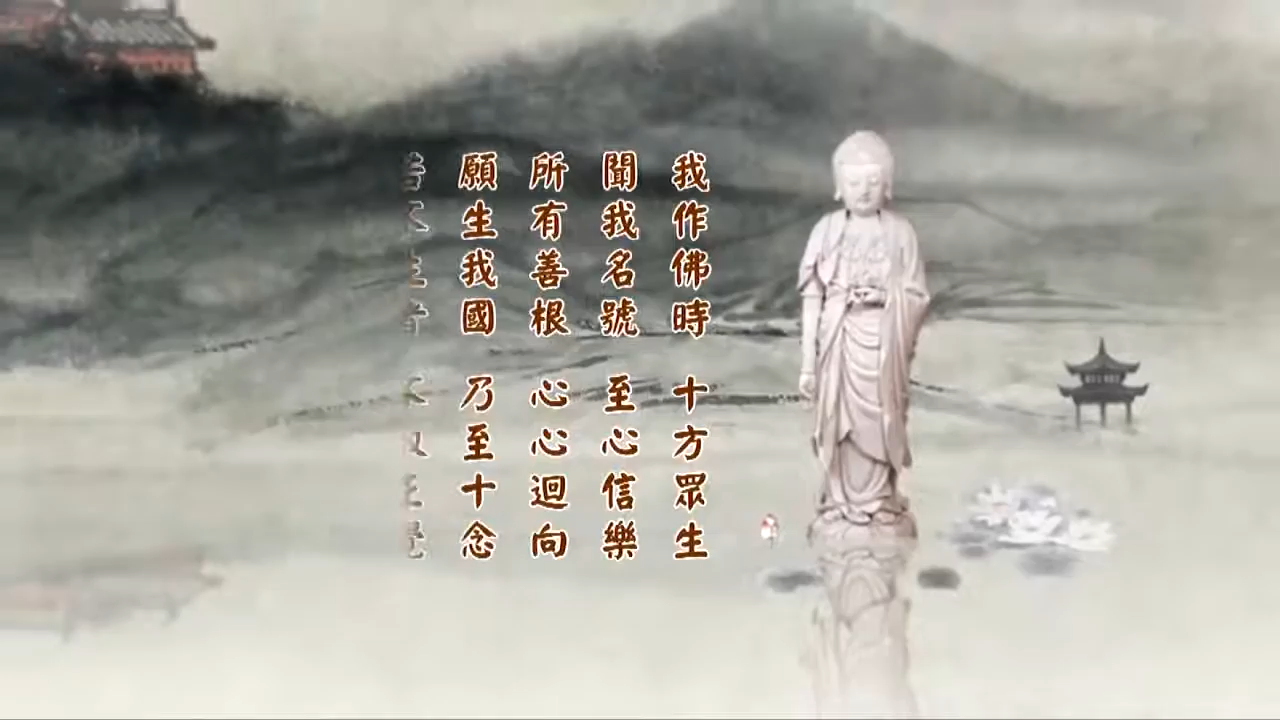 我作佛時 十方眾生
聞我名號 至心信樂
所有善根 心心迴向
願生我國 乃至十念